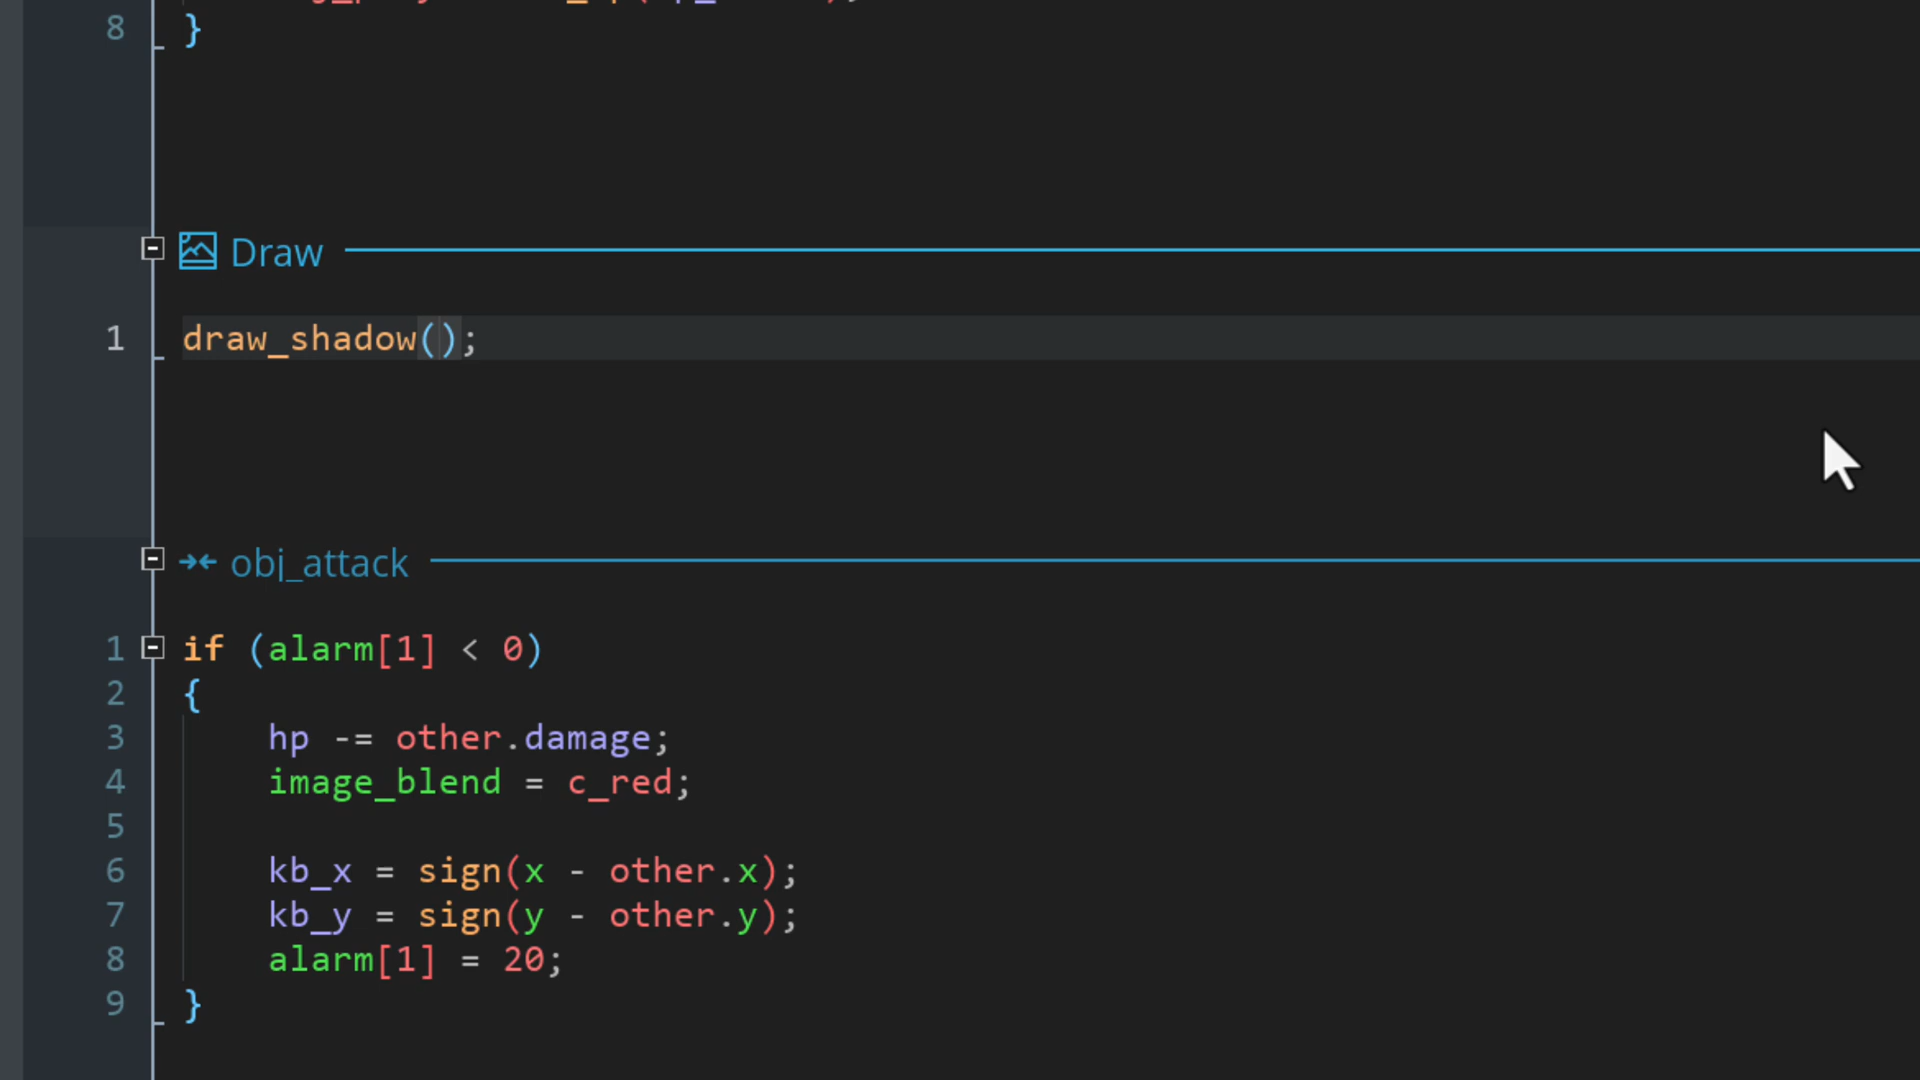 8 }
Draw
1 draw_shadow();
obj_attack
1 if (alarm[1] < 0)
2 {
3 hp -= other.damage;
4 image_blend = c_red;
5
6 kb_x = sign(x - other.x);
7 kb_y = sign(y - other.y);
8 alarm[1] = 20;
9 }